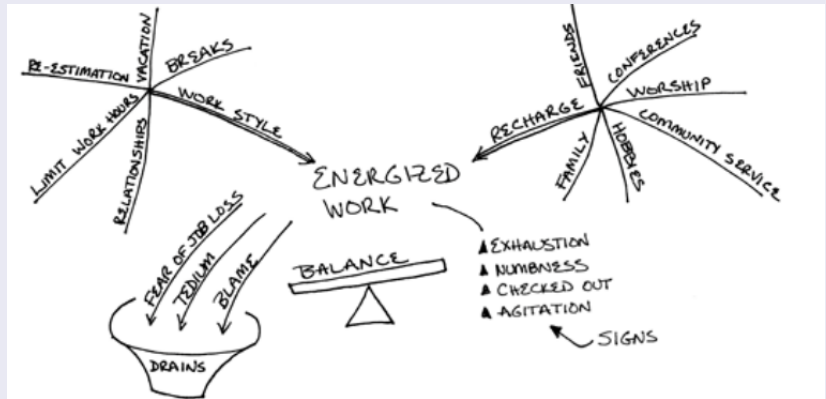 VACATION
BREAKS
RE-ESTIMATION
WORK STYLE
LIMIT WORK HOURS
RELATIONSHIPS
FRIENDS
CONFERENCES
WORSHIP
RECHARGE
COMMUNITY SERVICE
FAMILY
HOBBIES
ENERGIZED
WORK
FEAR OF JOB LOSS
TEDIUM
BLAME
DRAINS
BALANCE
EXHAUSTION
NUMBNESS
CHECKED OUT
AGITATION
SIGNS